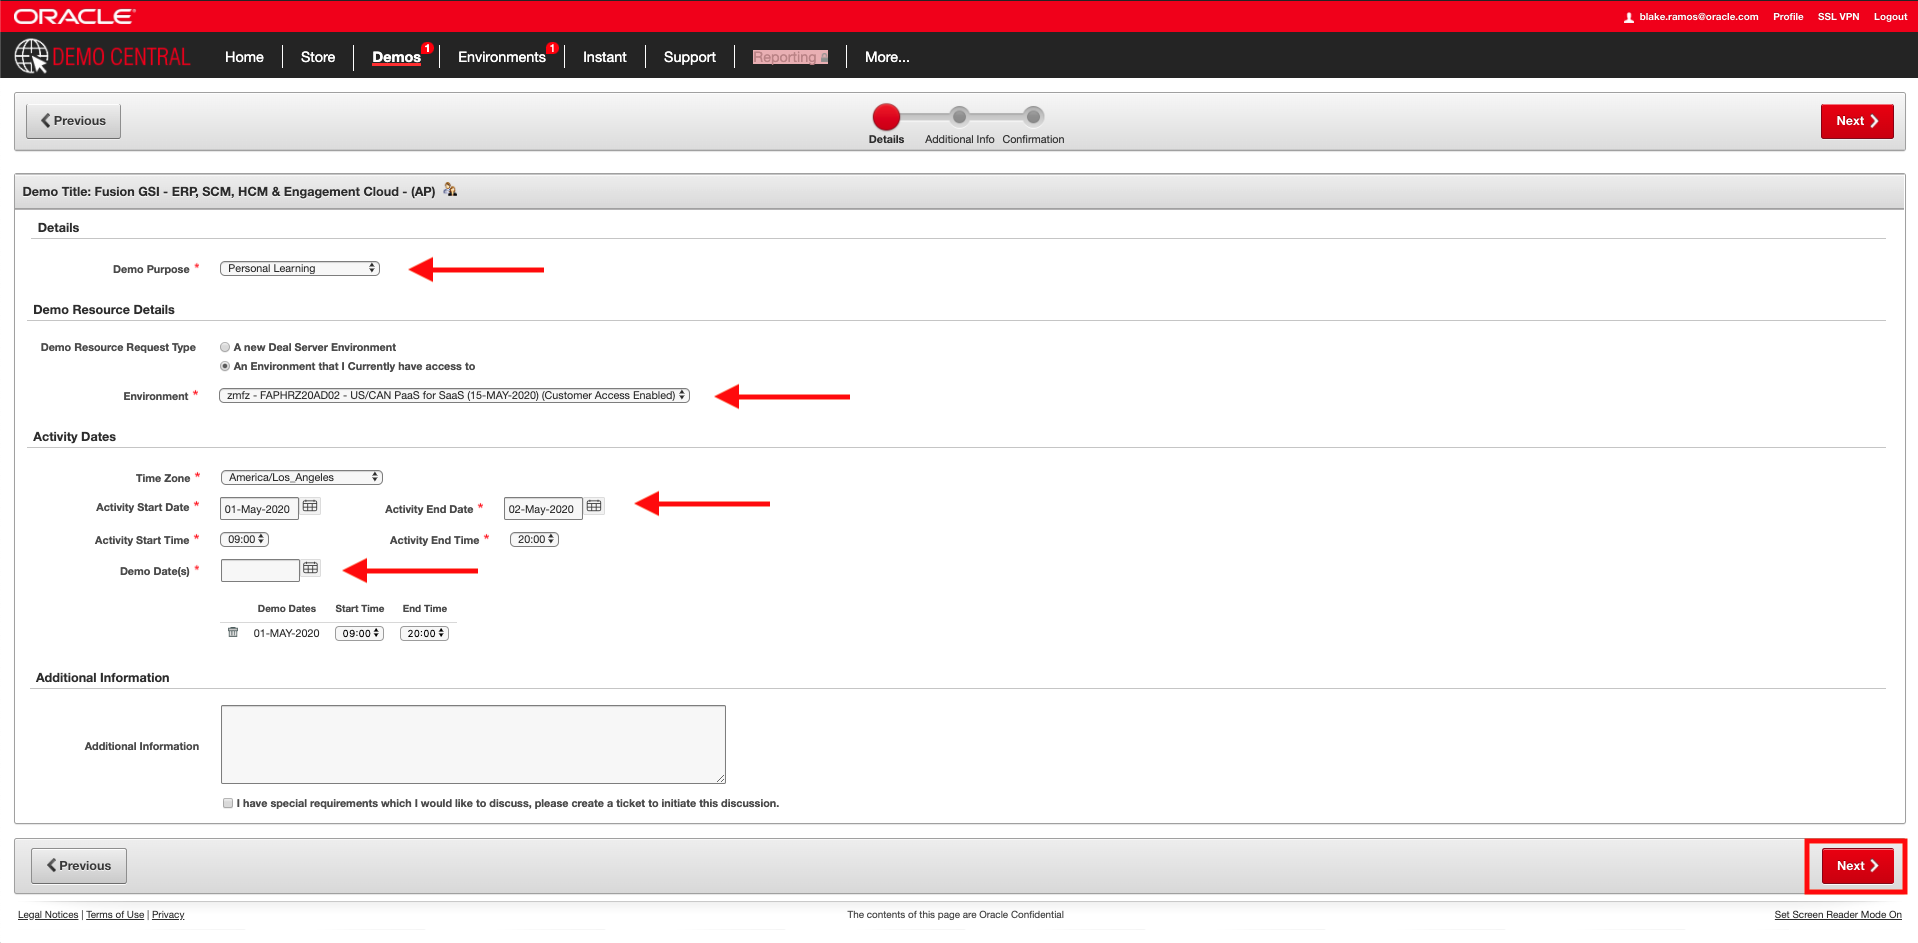 ORACLE
blake.ramos@oracle.com Profile SSL VPN Logout
DEMO CENTRAL Home Store Demos 1 Environments 1 Instant Support Reporting More...
Previous Next
Details Additional Info Confirmation
Demo Title: Fusion GSI - ERP, SCM, HCM & Engagement Cloud - (AP)
Details
Demo Purpose * Personal Learning
Demo Resource Details
Demo Resource Request Type A new Deal Server Environment
An Environment that I Currently have access to
Environment * zmfz - FAPHRZ20AD02 - US/CAN PaaS for SaaS (15-MAY-2020) (Customer Access Enabled)
Activity Dates
Time Zone * America/Los_Angeles
Activity Start Date * 01-May-2020 Activity End Date * 02-May-2020
Activity Start Time * 09:00 Activity End Time * 20:00
Demo Date(s) *
Demo Dates Start Time End Time
01-MAY-2020 09:00 20:00
Additional Information
Additional Information
I have special requirements which I would like to discuss, please create a ticket to initiate this discussion.
Previous Next
Legal Notices | Terms of Use | Privacy The contents of this page are Oracle Confidential Set Screen Reader Mode On